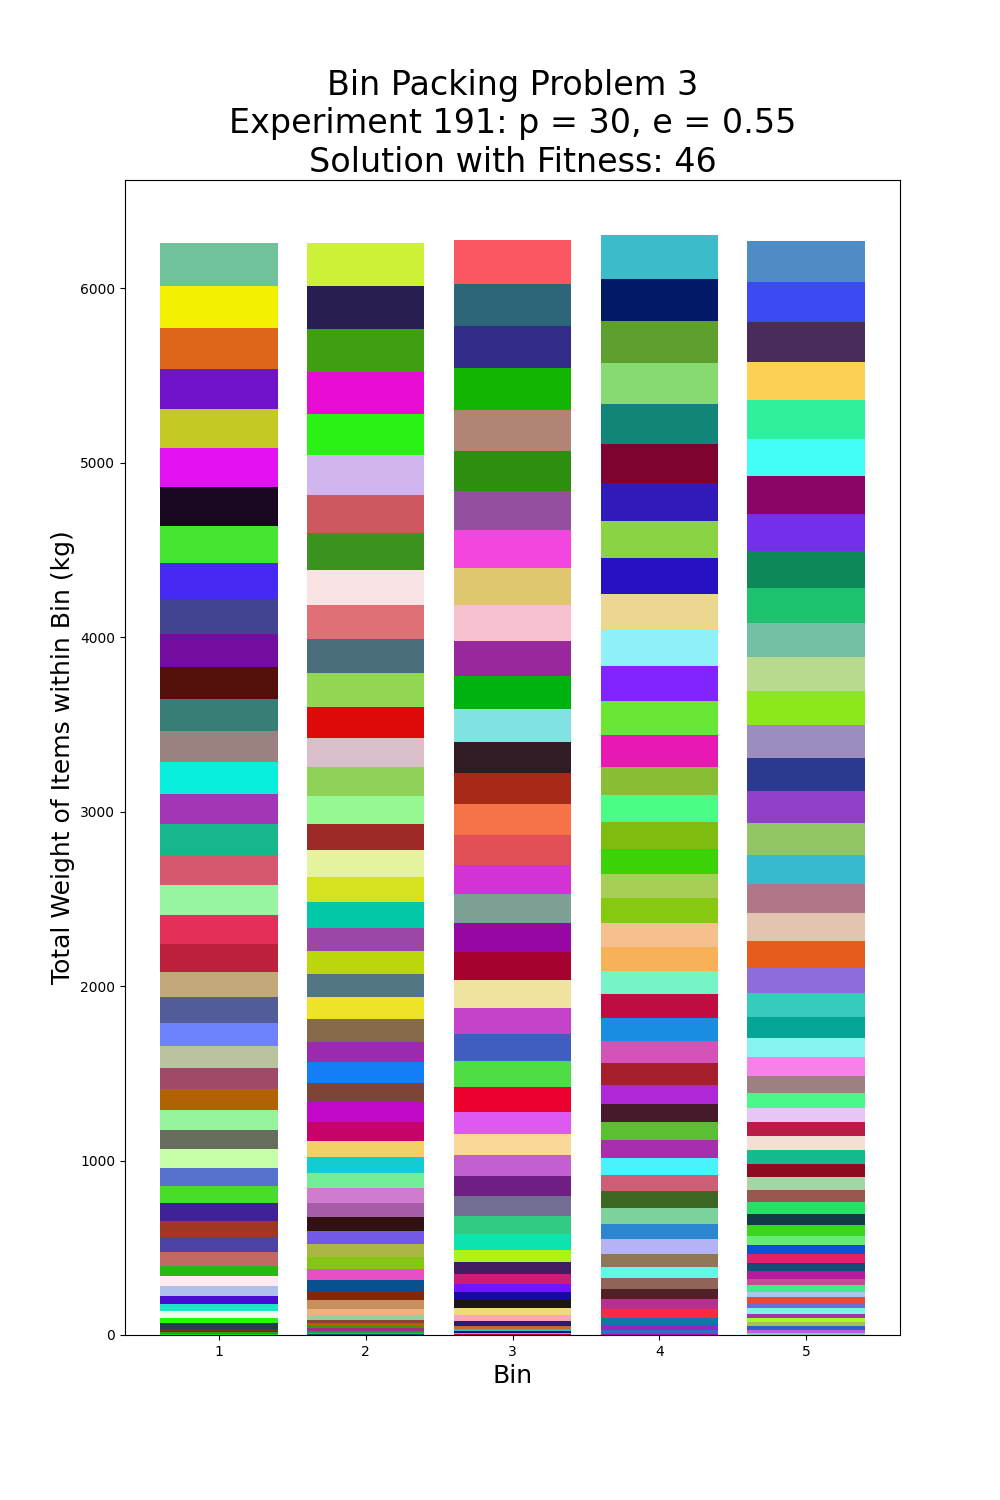 Bin Packing Problem 3
Experiment 191: p = 30, e = 0.55
Solution with Fitness: 46
Total Weight of Items within Bin (kg)
6000
5000
4000
3000
2000
1000
0
1 2 3 4 5
Bin